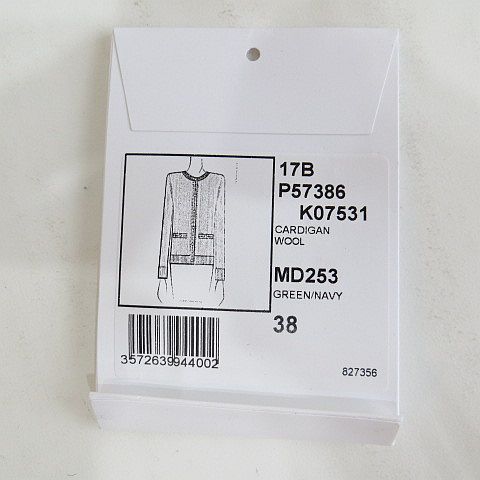 17B
P57386
K07531
CARDIGAN
WOOL
MD253
GREEN/NAVY
38
3572639944002
827356